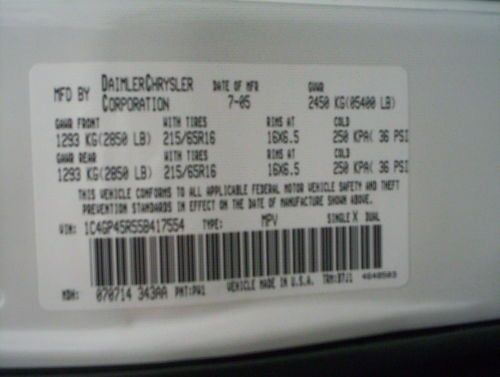 MFD BY DAIMLERCHRYSLER CORPORATION DATE OF MFR 7-05 GVWR 2450 KG(05400 LB)
GAWR FRONT WITH TIRES RIMS AT COLD
1293 KG(2850 LB) 215/65R16 16X6.5 250 KPA( 36 PSI
GAWR REAR WITH TIRES RIMS AT COLD
1293 KG(2850 LB) 215/65R16 16X6.5 250 KPA( 36 PSI
THIS VEHICLE CONFORMS TO ALL APPLICABLE FEDERAL MOTOR VEHICLE SAFETY AND THEFT
PREVENTION STANDARDS IN EFFECT ON THE DATE OF MANUFACTURE SHOWN ABOVE.
VIN: 1C4GP45R55B417554 TYPE: MPV SINGLE X DUAL
MDH: 070714 343AA PNT:PW1 VEHICLE MADE IN U.S.A. TRM: 4648503